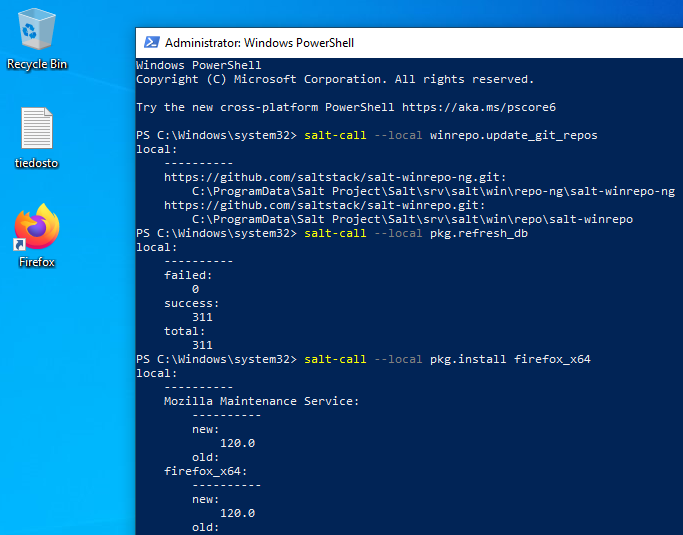 Recycle Bin
tiedosto
Firefox
Administrator: Windows PowerShell
Windows PowerShell
Copyright (C) Microsoft Corporation. All rights reserved.
Try the new cross-platform PowerShell https://aka.ms/pscore6
PS C:\Windows\system32> salt-call --local winrepo.update_git_repos
local:
----------
https://github.com/saltstack/salt-winrepo-ng.git:
C:\ProgramData\Salt Project\Salt\srv\salt\win\repo-ng\salt-winrepo-ng
https://github.com/saltstack/salt-winrepo.git:
C:\ProgramData\Salt Project\Salt\srv\salt\win\repo\salt-winrepo
PS C:\Windows\system32> salt-call --local pkg.refresh_db
local:
----------
failed:
0
success:
311
total:
311
PS C:\Windows\system32> salt-call --local pkg.install firefox_x64
local:
----------
Mozilla Maintenance Service:
----------
new:
120.0
old:
firefox_x64:
----------
new:
120.0
old: